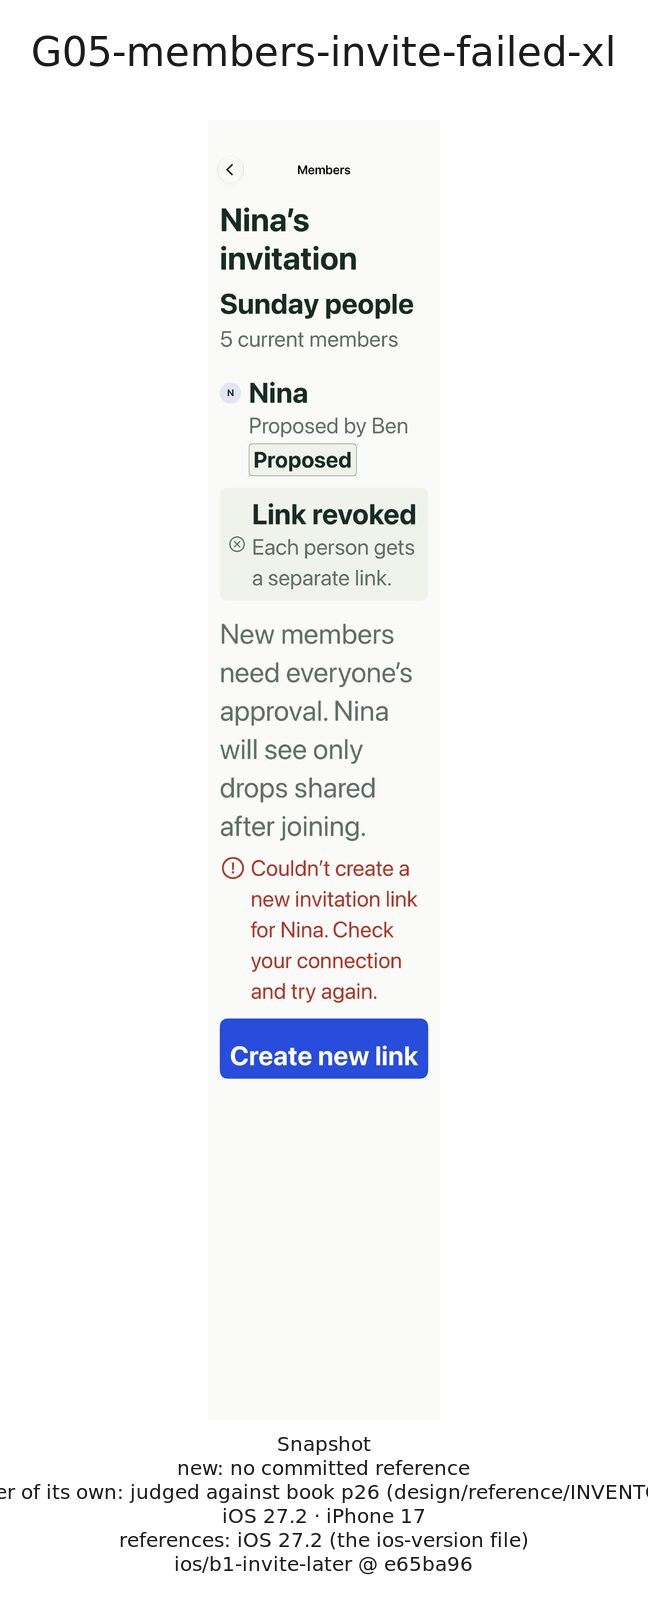 G05-members-invite-failed-xl
Members
Nina’s
invitation
Sunday people
5 current members
N
Nina
Proposed by Ben
Proposed
Link revoked
Each person gets
a separate link.
New members
need everyone’s
approval. Nina
will see only
drops shared
after joining.
Couldn’t create a
new invitation link
for Nina. Check
your connection
and try again.
Create new link
Snapshot
new: no committed reference
er of its own: judged against book p26 (design/reference/INVENT
iOS 27.2 · iPhone 17
references: iOS 27.2 (the ios-version file)
ios/b1-invite-later @ e65ba96